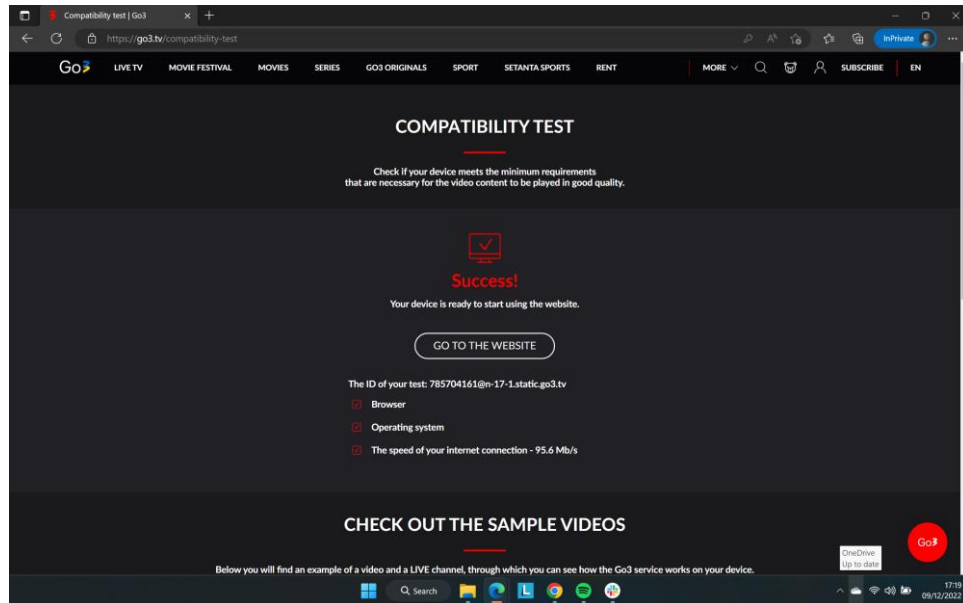 Compatibility test | Go3
https://go3.tv/compatibility-test
InPrivate
Go3
LIVE TV
MOVIE FESTIVAL
MOVIES
SERIES
GO3 ORIGINALS
SPORT
SETANTA SPORTS
RENT
MORE
SUBSCRIBE
EN
COMPATIBILITY TEST
Check if your device meets the minimum requirements
that are necessary for the video content to be played in good quality.
Success!
Your device is ready to start using the website.
GO TO THE WEBSITE
The ID of your test: 785704161@n-17-1.static.go3.tv
Browser
Operating system
The speed of your internet connection - 95.6 Mb/s
CHECK OUT THE SAMPLE VIDEOS
Below you will find an example of a video and a LIVE channel, through which you can see how the Go3 service works on your device.
Go3
OneDrive
Up to date
Search
L
17:19
09/12/2022